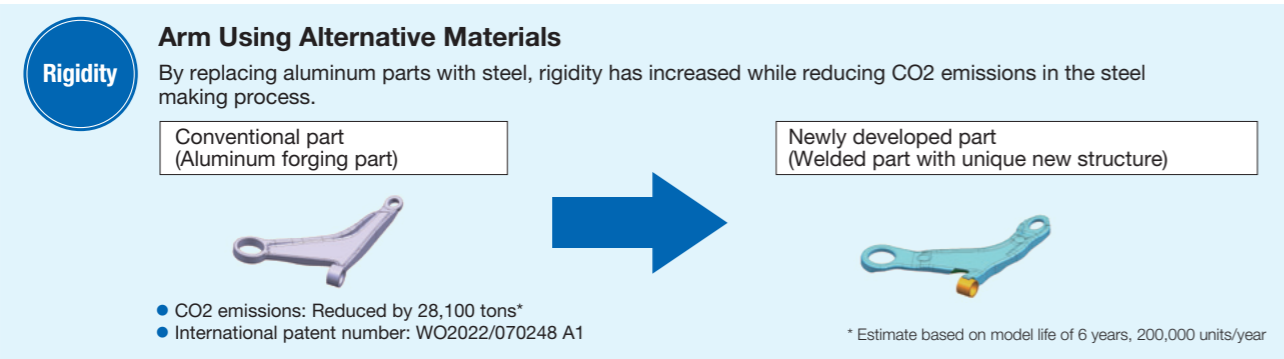 Rigidity
Arm Using Alternative Materials
By replacing aluminum parts with steel, rigidity has increased while reducing CO2 emissions in the steel
making process.
Conventional part
(Aluminum forging part)
Newly developed part
(Welded part with unique new structure)
● CO2 emissions: Reduced by 28,100 tons*
● International patent number: WO2022/070248 A1
* Estimate based on model life of 6 years, 200,000 units/year